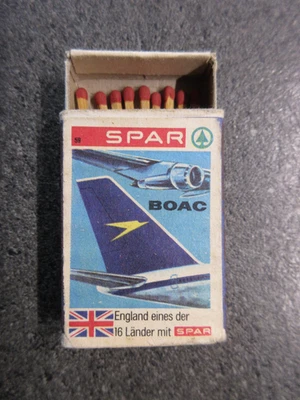 SPAR
BOAC
England eines der
16 Länder mit SPAR